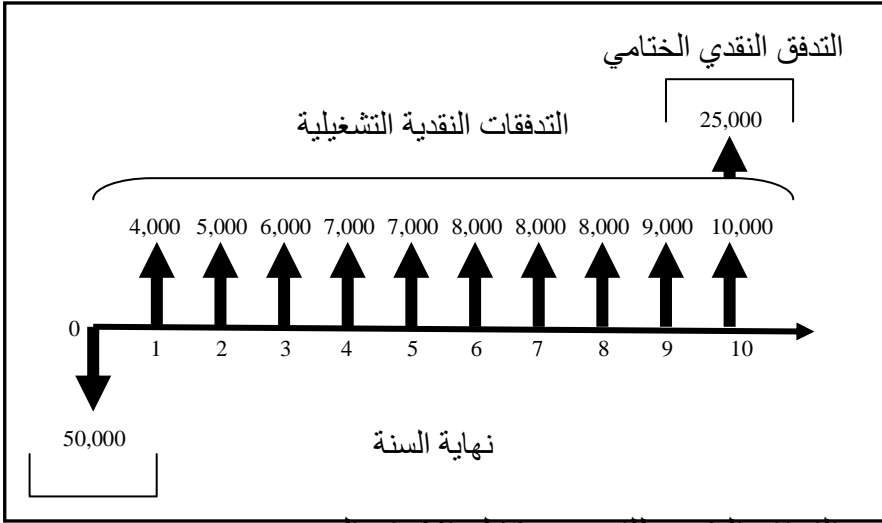 التدفق النقدي الختامي
25,000
التدفقات النقدية التشغيلية
4,000 5,000 6,000 7,000 7,000 8,000 8,000 8,000 9,000 10,000
0
1 2 3 4 5 6 7 8 9 10
50,000
نهاية السنة